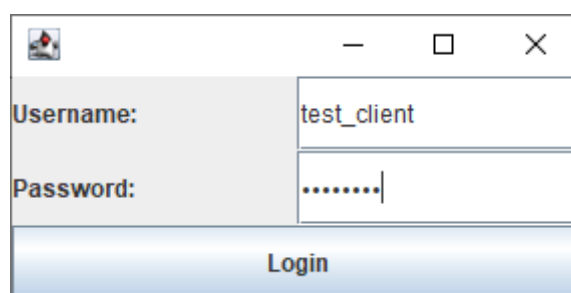 Username:
test_client
Password:
••••••••
Login